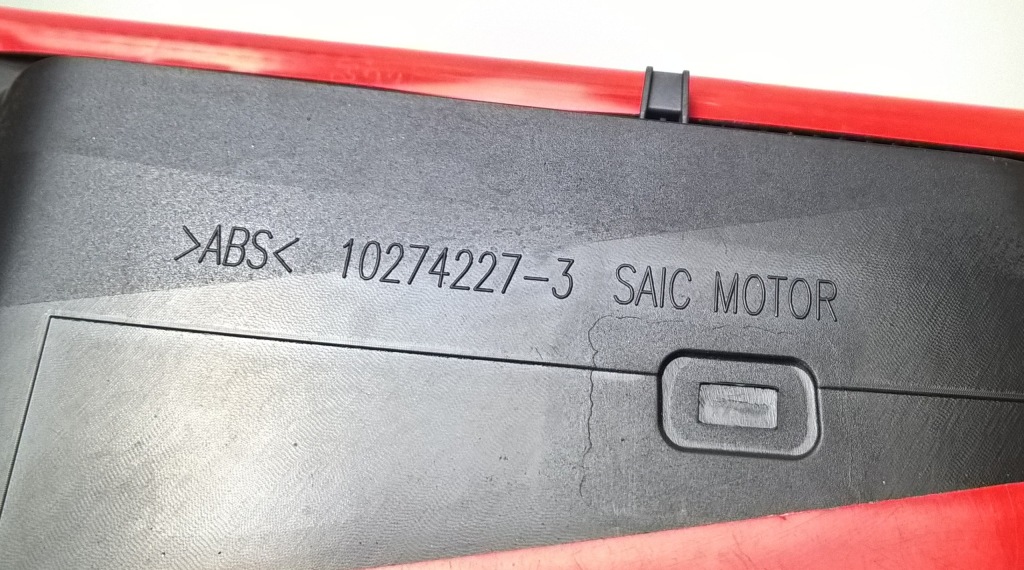 >ABS< 10274227-3 SAIC MOTOR